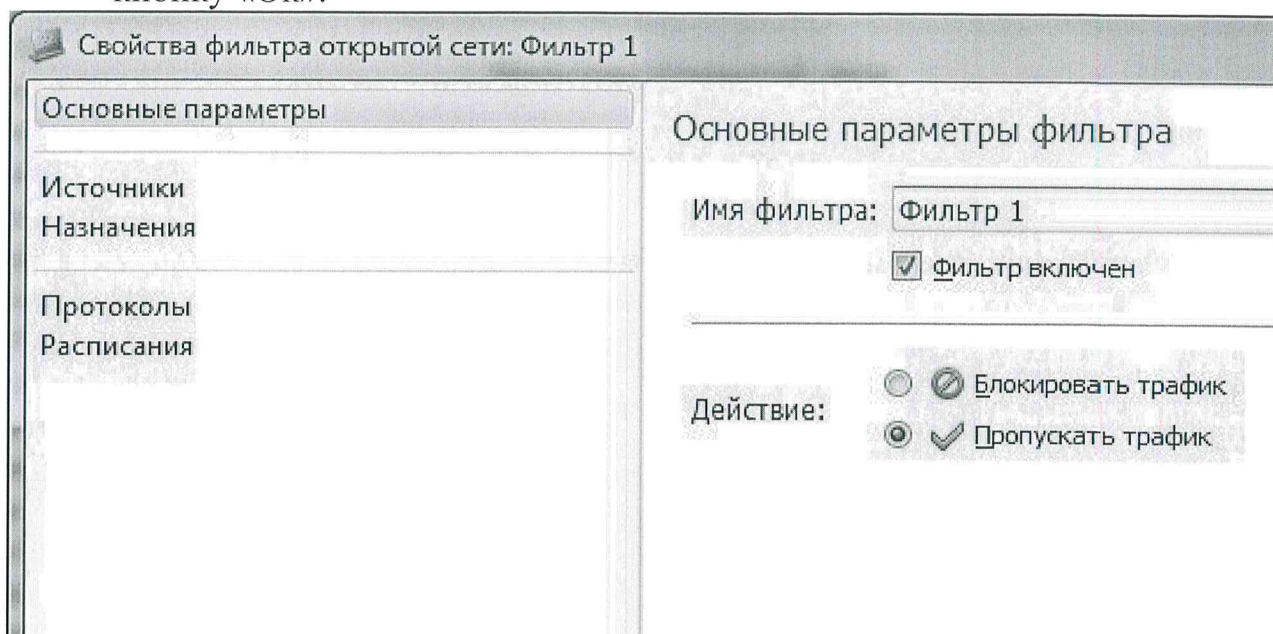 Свойства фильтра открытой сети: Фильтр 1
Основные параметры
Источники
Назначения
Протоколы
Расписания
Основные параметры фильтра
Имя фильтра: Фильтр 1
Фильтр включен
Действие:
Блокировать трафик
Пропускать трафик